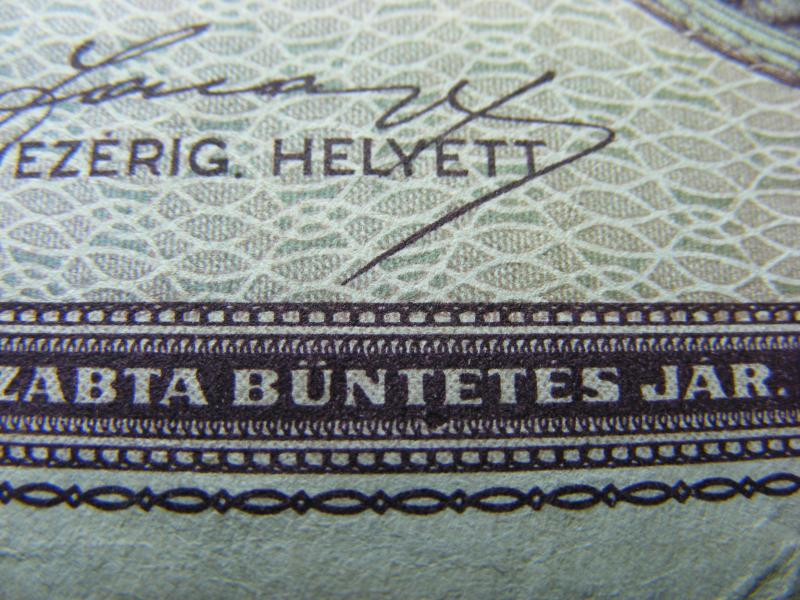 EZÉRIG. HELYETT
ZABTA BÜNTETÉS JÁR.